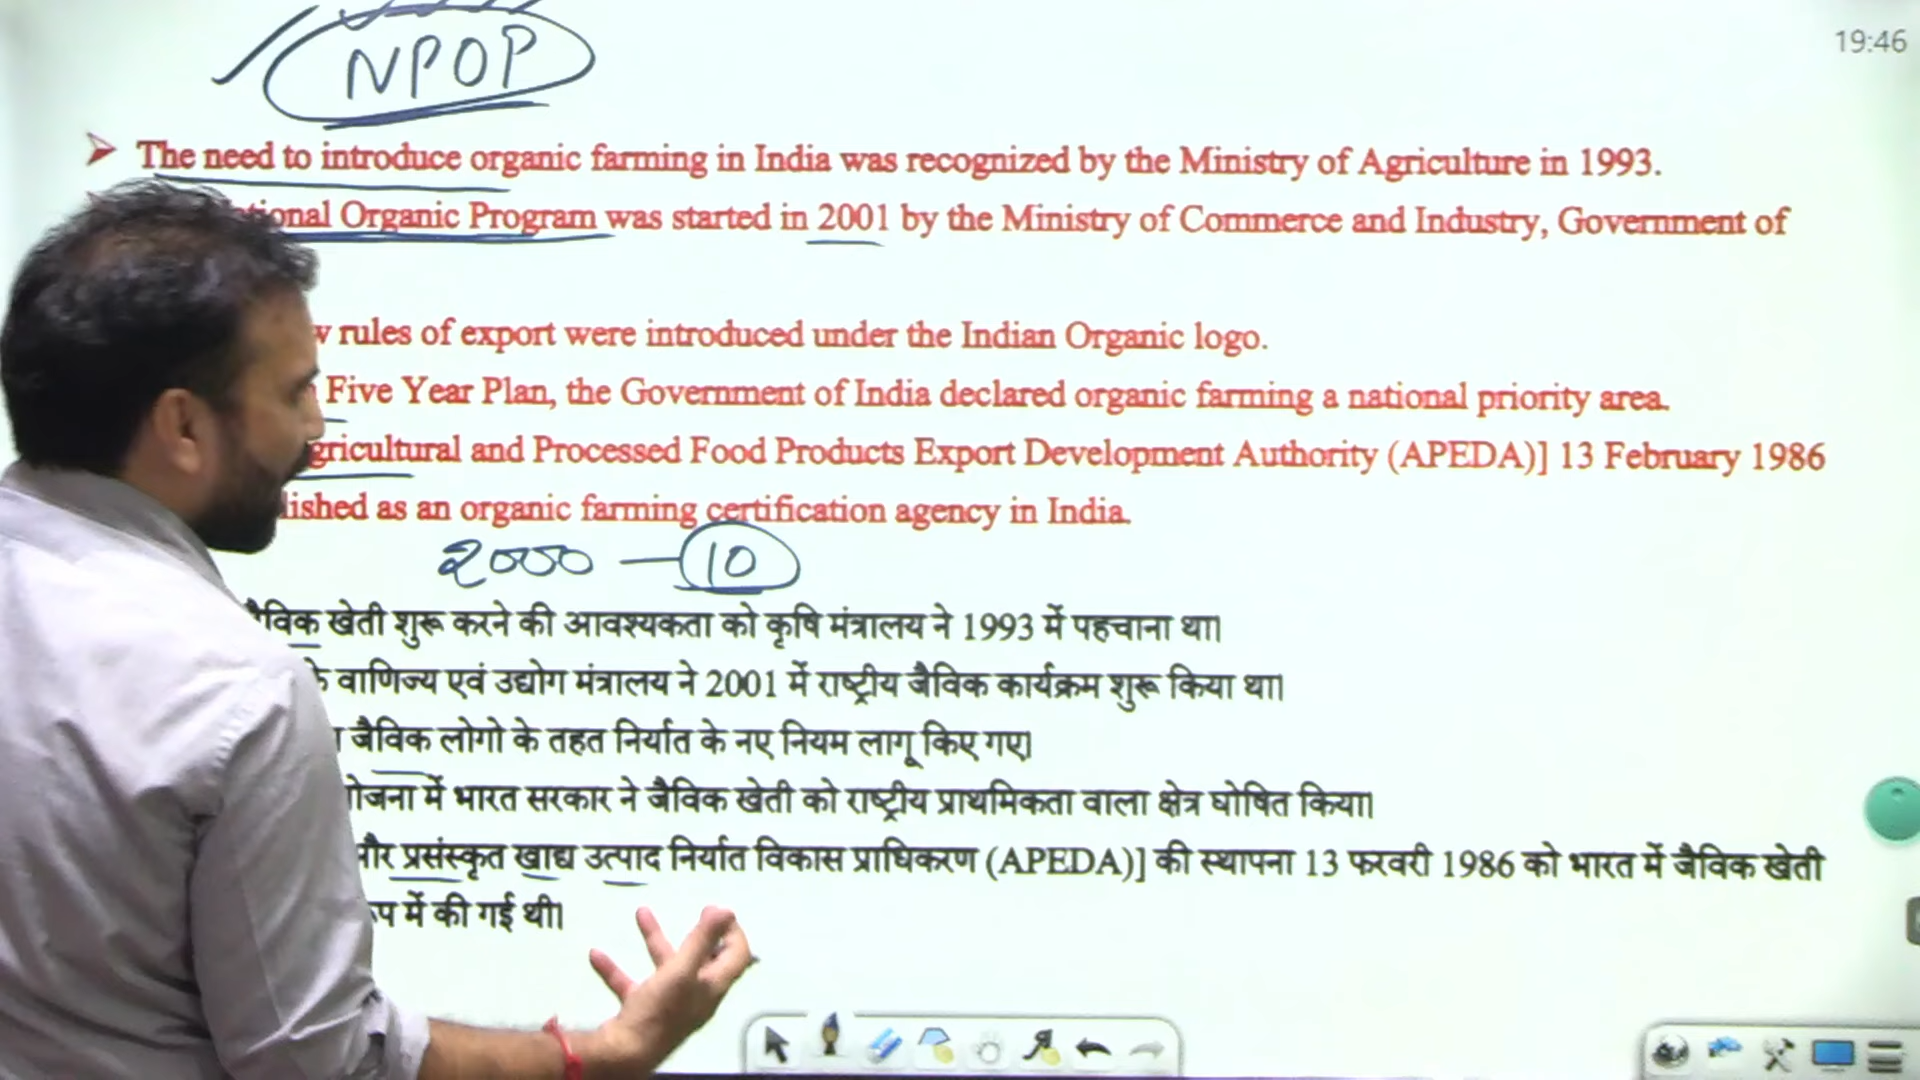 19:46
NPOP
The need to introduce organic farming in India was recognized by the Ministry of Agriculture in 1993.
Organic Program was started in 2001 by the Ministry of Commerce and Industry, Government of
rules of export were introduced under the Indian Organic logo.
Five Year Plan, the Government of India declared organic farming a national priority area.
and Processed Food Products Export Development Authority (APEDA)] 13 February 1986
as an organic farming certification agency in India.
2000 — 10
खेती शुरू करने की आवश्यकता को कृषि मंत्रालय ने 1993 में पहचाना था।
वाणिज्य एवं उद्योग मंत्रालय ने 2001 में राष्ट्रीय जैविक कार्यक्रम शुरू किया था।
जैविक लोगो के तहत निर्यात के नए नियम लागू किए गए।
में भारत सरकार ने जैविक खेती को राष्ट्रीय प्राथमिकता वाला क्षेत्र घोषित किया।
प्रसंस्कृत खाद्य उत्पाद निर्यात विकास प्राधिकरण (APEDA)] की स्थापना 13 फरवरी 1986 को भारत में जैविक खेती
में की गई थी।